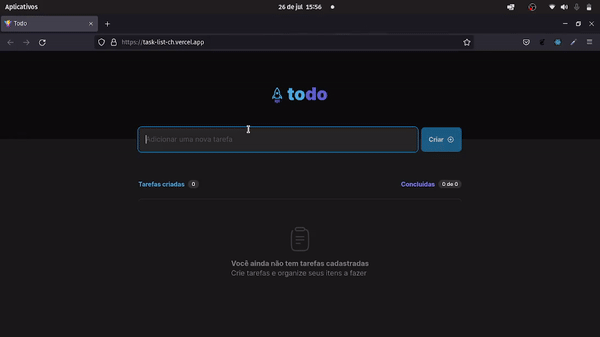 Aplicativos
26 de jul 15:56
Todo
https://task-list-ch.vercel.app
todo
Adicionar uma nova tarefa
Criar
Tarefas criadas 0
Concluídas 0 de 0
Você ainda não tem tarefas cadastradas
Crie tarefas e organize seus itens a fazer